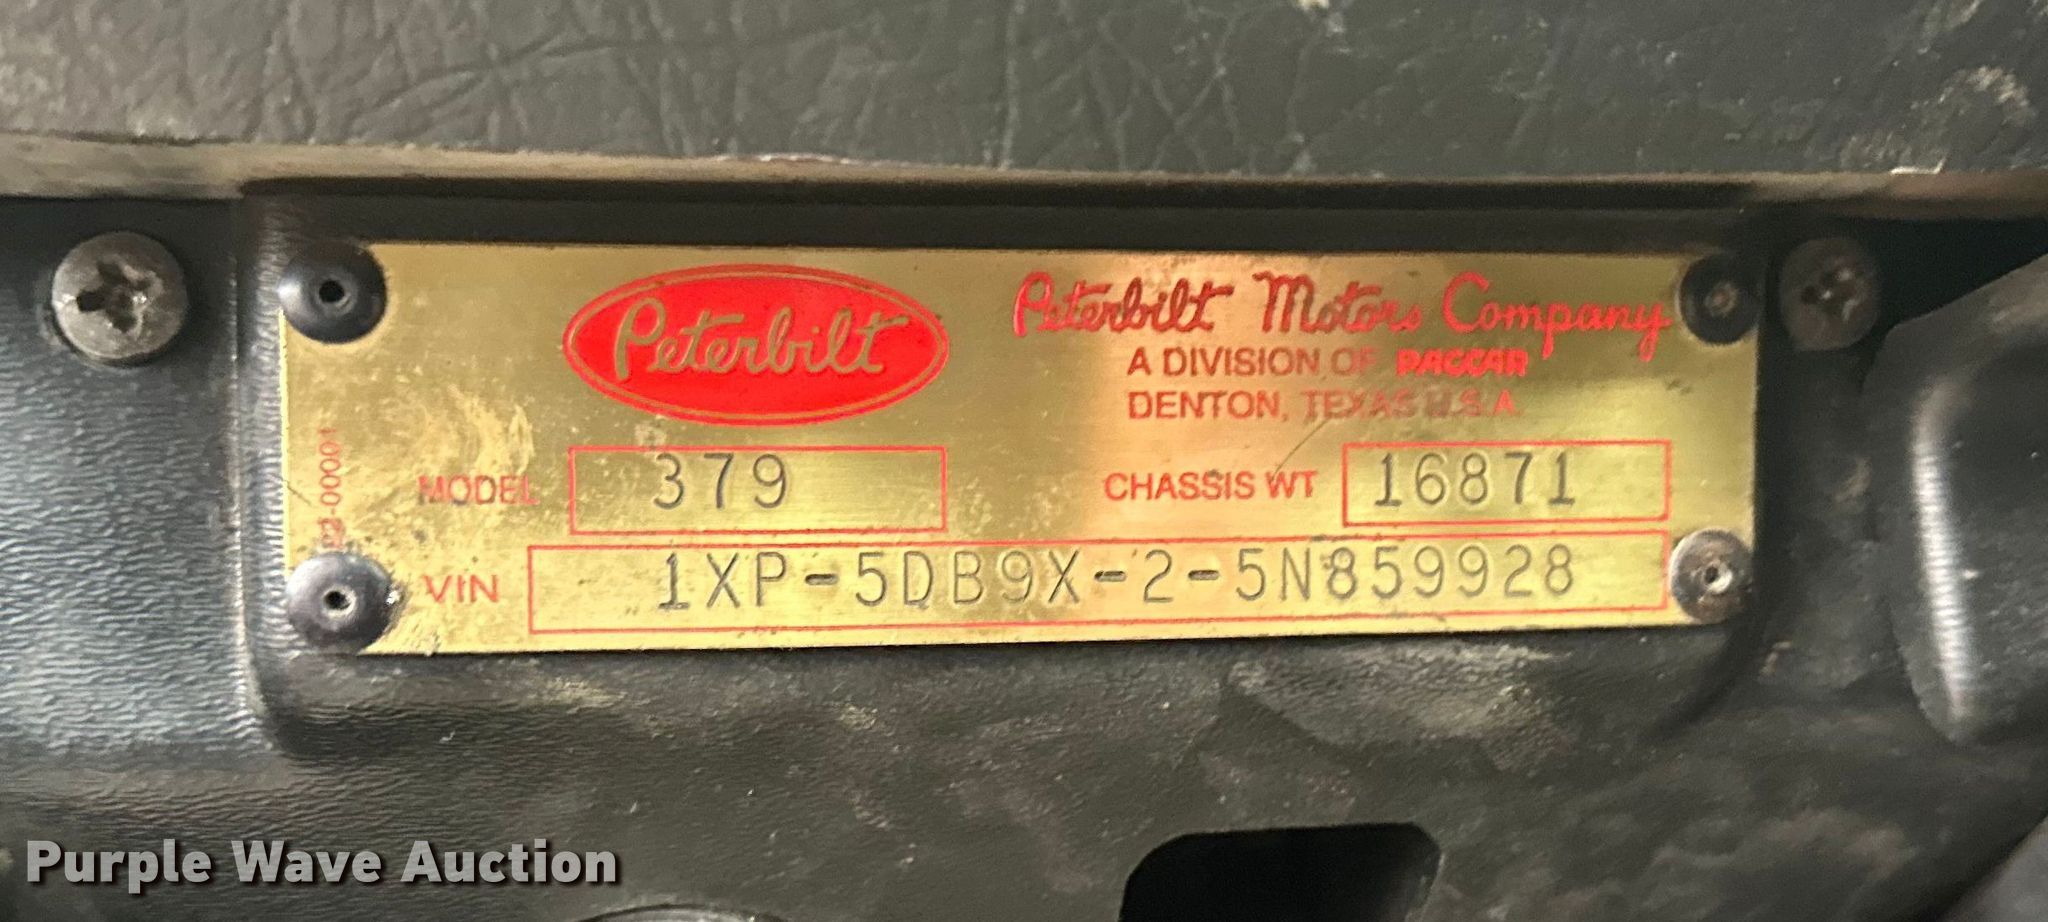 Peterbilt
Peterbilt Motors Company
A DIVISION OF PACCAR
DENTON, TEXAS U.S.A.
MODEL 379
CHASSIS WT 16871
VIN 1XP-5DB9X-2-5N859928
Purple Wave Auction